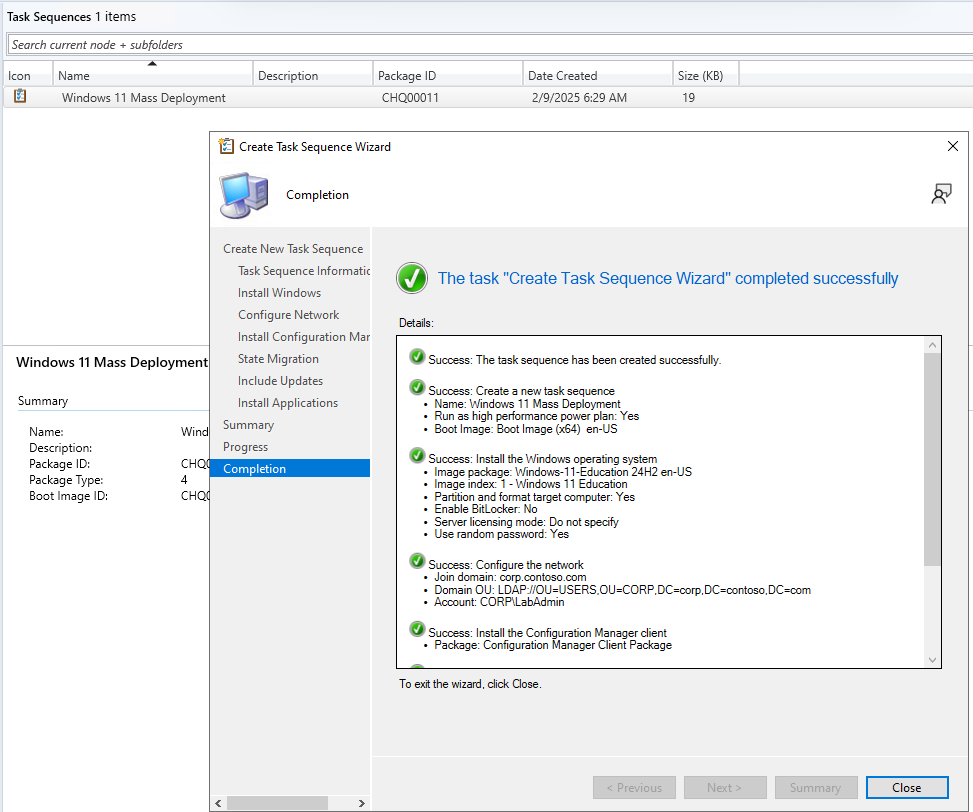 Task Sequences 1 items
Search current node + subfolders
Icon Name Description Package ID Date Created Size (KB)
Windows 11 Mass Deployment CHQ00011 2/9/2025 6:29 AM 19
Create Task Sequence Wizard
Completion
Create New Task Sequence
Task Sequence Informatic
Install Windows
Configure Network
Install Configuration Mar
State Migration
Include Updates
Install Applications
Summary
Progress
Completion
The task "Create Task Sequence Wizard" completed successfully
Details:
Success: The task sequence has been created successfully.
Success: Create a new task sequence
• Name: Windows 11 Mass Deployment
• Run as high performance power plan: Yes
• Boot Image: Boot Image (x64) en-US
Success: Install the Windows operating system
• Image package: Windows-11-Education 24H2 en-US
• Image index: 1 - Windows 11 Education
• Partition and format target computer: Yes
• Enable BitLocker: No
• Server licensing mode: Do not specify
• Use random password: Yes
Success: Configure the network
• Join domain: corp.contoso.com
• Domain OU: LDAP://OU=USERS,OU=CORP,DC=corp,DC=contoso,DC=com
• Account: CORP\LabAdmin
Success: Install the Configuration Manager client
• Package: Configuration Manager Client Package
To exit the wizard, click Close.
< Previous Next > Summary Close
Windows 11 Mass Deployment
Summary
Name: Wind
Description:
Package ID: CHQ0
Package Type: 4
Boot Image ID: CHQ0